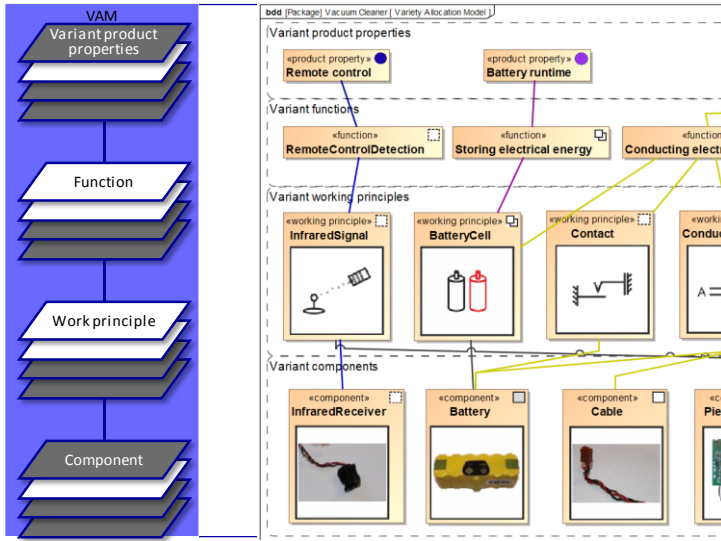 VAM
Variant product
properties
Function
Work principle
Component
bdd [Package] Vacuum Cleaner [ Variety Allocation Model ]
Variant product properties
«product property»
Remote control
«product property»
Battery runtime
Variant functions
«function»
RemoteControlDetection
«function»
Storing electrical energy
«function
Conducting electr
Variant working principles
«working principle»
InfraredSignal
«working principle»
BatteryCell
«working principle»
Contact
«worki
Conduc
A
Variant components
«component»
InfraredReceiver
«component»
Battery
«component»
Cable
«co
Pie